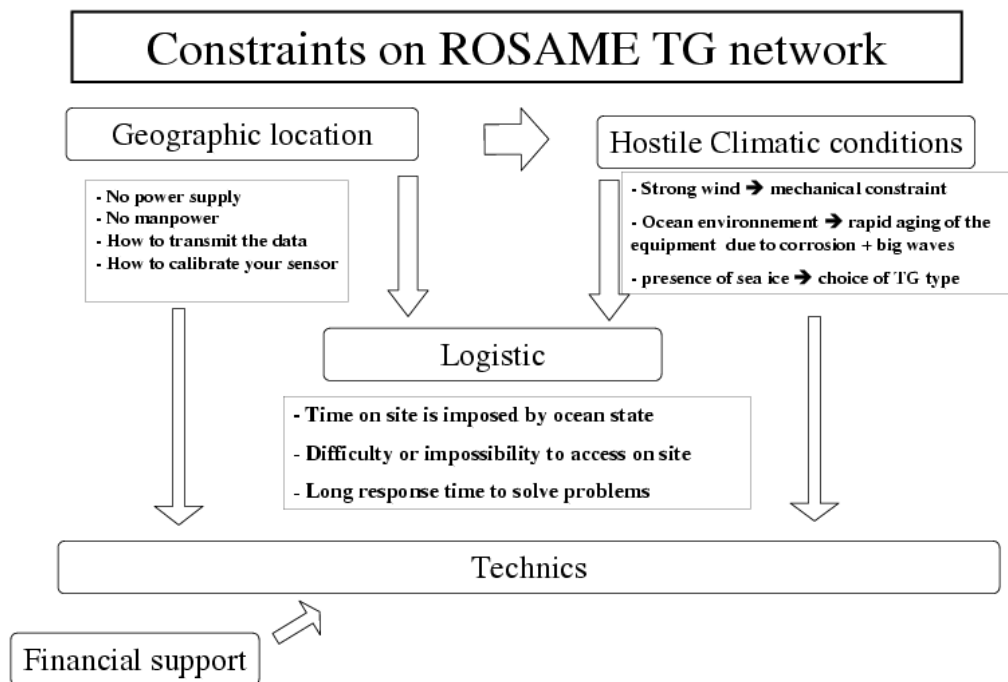 Constraints on ROSAME TG network
Geographic location
Hostile Climatic conditions
- No power supply
- No manpower
- How to transmit the data
- How to calibrate your sensor
- Strong wind ➔ mechanical constraint
- Ocean environnement ➔ rapid aging of the
equipment due to corrosion + big waves
- presence of sea ice ➔ choice of TG type
Logistic
- Time on site is imposed by ocean state
- Difficulty or impossibility to access on site
- Long response time to solve problems
Technics
Financial support